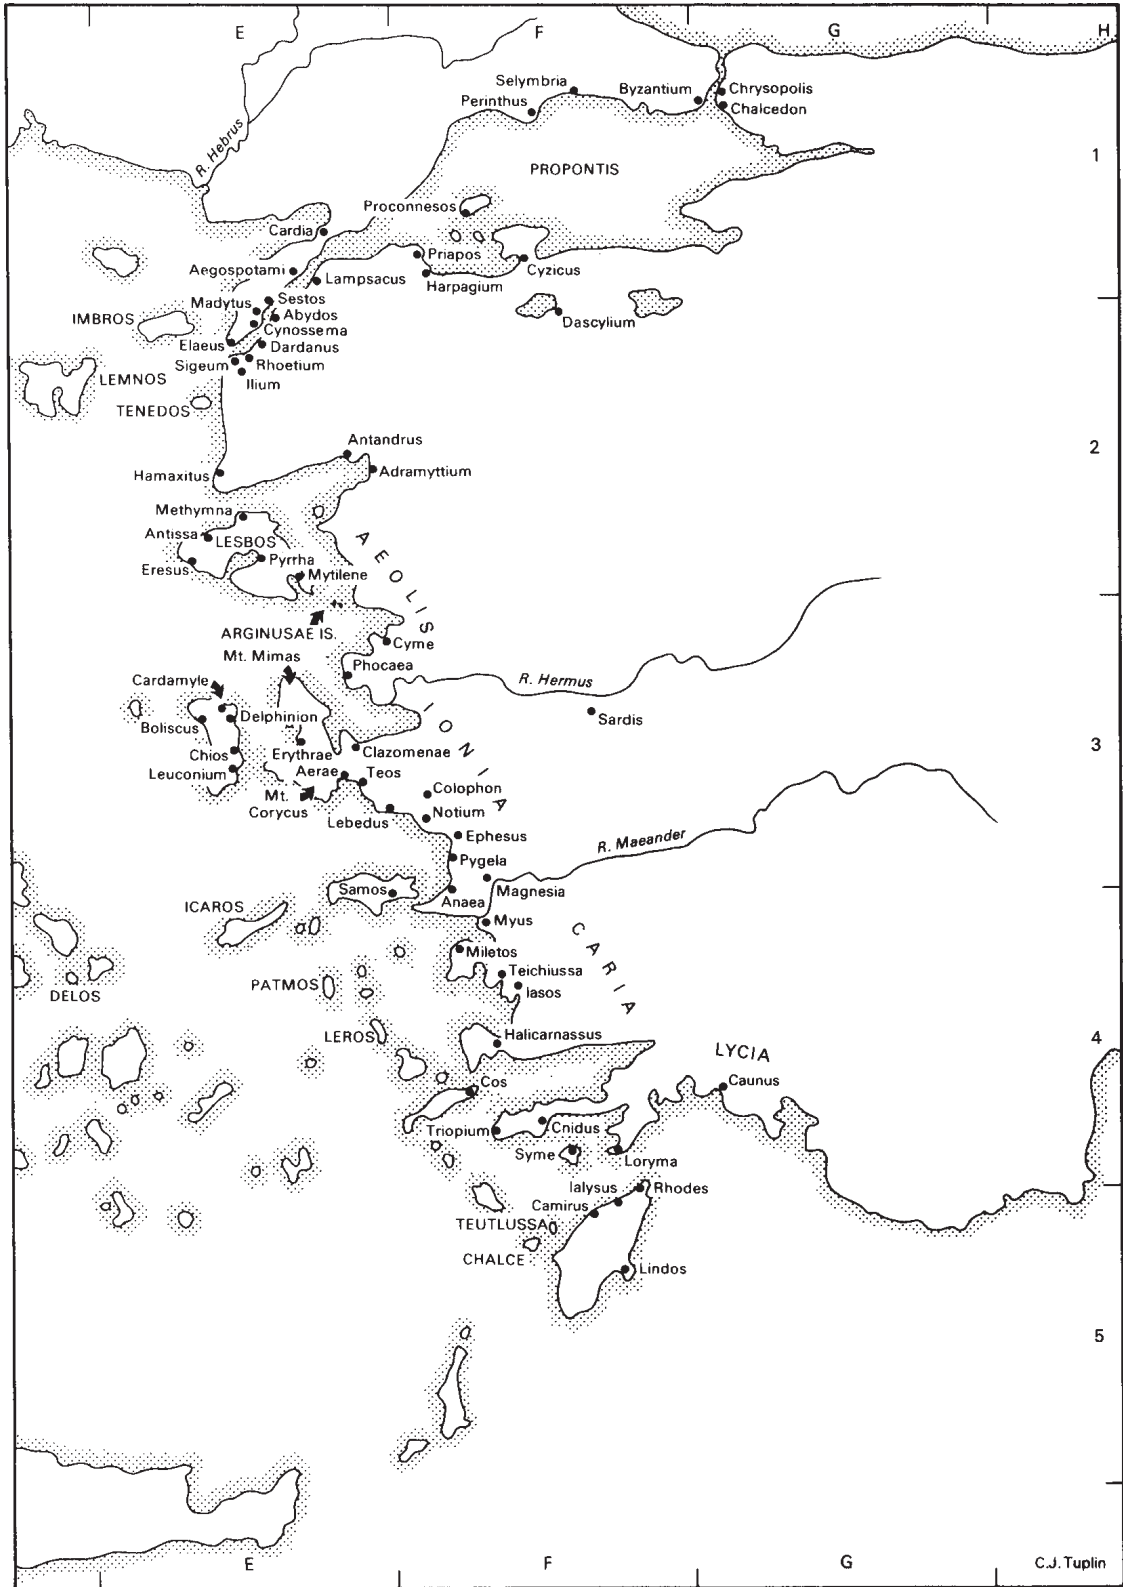 E
F
G
H
Selymbria
Byzantium
Chrysopolis
Perinthus
Chalcedon
R. Hebrus
1
PROPONTIS
Proconnesos
Cardia
Priapos
Cyzicus
Aegospotami
Lampsacus
Harpagium
Sestos
Madytus
Abydos
IMBROS
Cynossema
Dascylium
Elaeus
Dardanus
Sigeum
Rhoetium
LEMNOS
Ilium
TENEDOS
Antandrus
2
Hamaxitus
Adramyttium
Methymna
Antissa
LESBOS
AEOLIS
Pyrrha
Eresus
Mytilene
ARGINUSAE IS.
Cyme
Mt. Mimas
Phocaea
Cardamyle
R. Hermus
IONIA
Delphinion
Sardis
Boliscus
3
Chios
Erythrae
Clazomenae
Leuconium
Aerae
Teos
Mt.
Corycus
Colophon
Notium
Lebedus
Ephesus
R. Maeander
Pygela
Samos
Magnesia
Anaea
ICAROS
Myus
CARIA
Miletos
Teichiussa
PATMOS
Iasos
DELOS
LEROS
Halicarnassus
4
LYCIA
Cos
Caunus
Triopium
Cnidus
Syme
Loryma
Ialysus
Rhodes
Camirus
TEUTLUSSA
CHALCE
Lindos
5
E
F
G
C.J. Tuplin